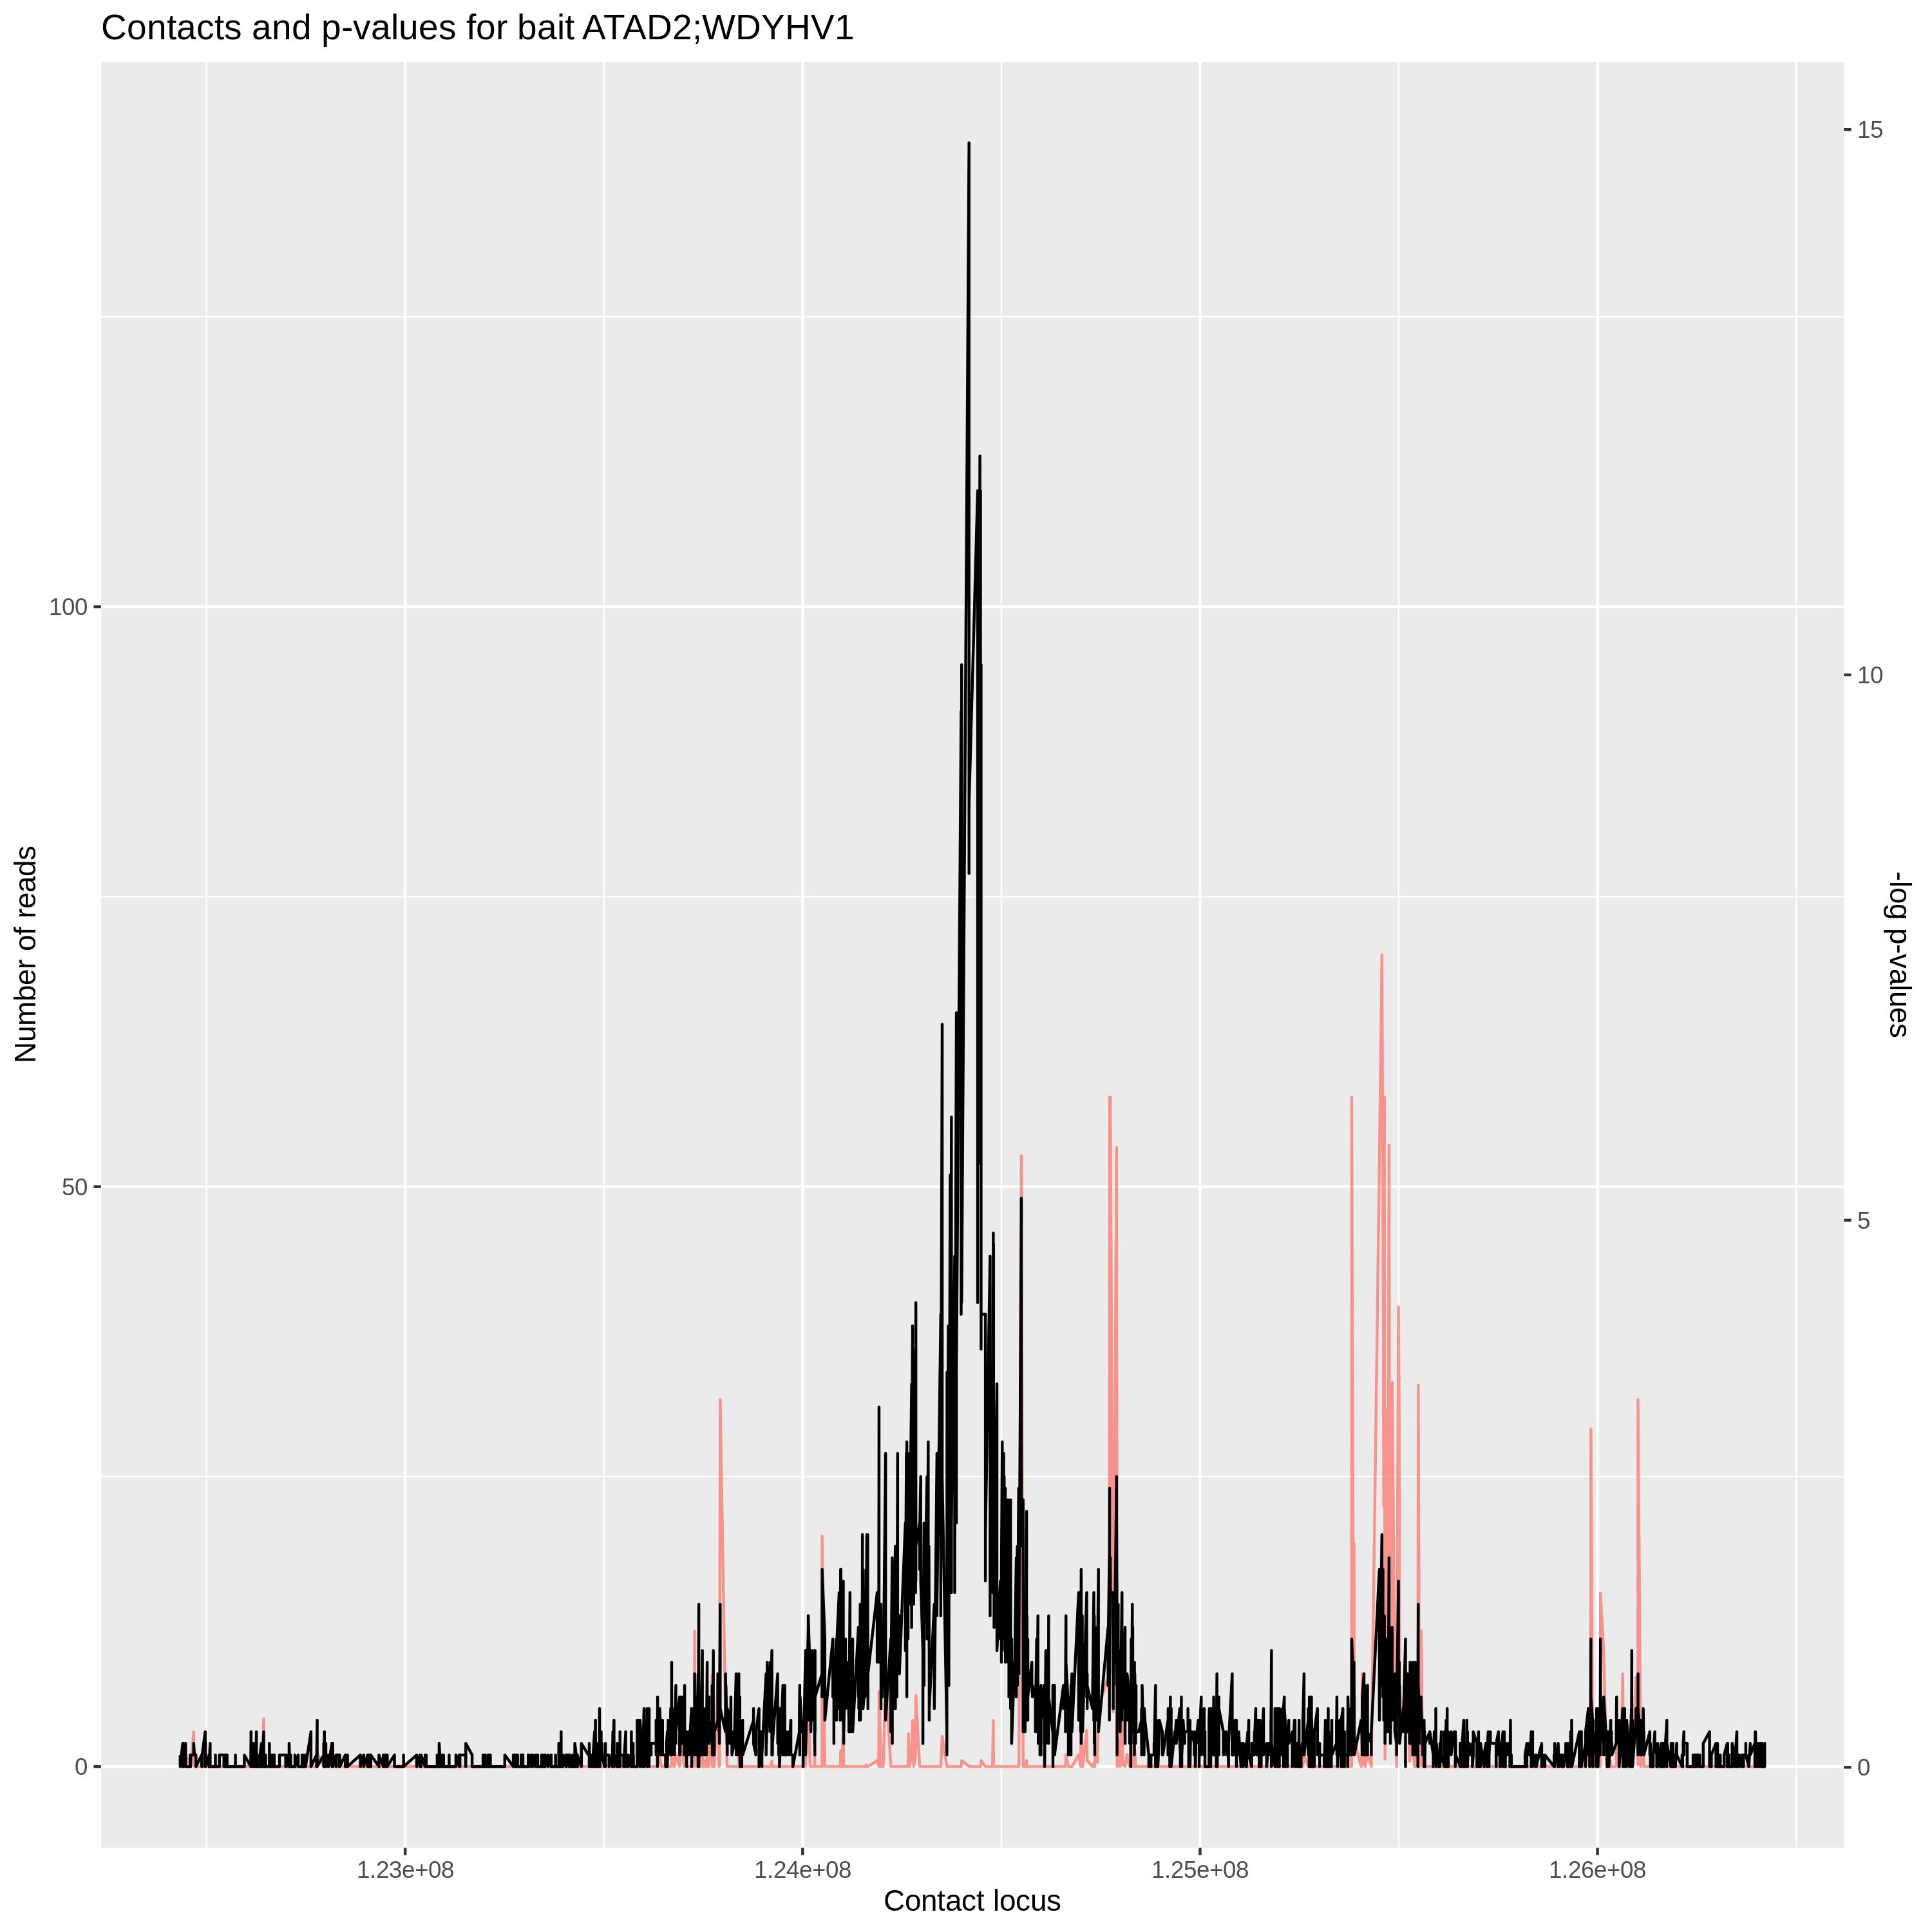 Contacts and p-values for bait ATAD2;WDYHV1
15
100
10
Number of reads
-log p-values
50
5
0
0
1.23e+08
1.24e+08
1.25e+08
1.26e+08
Contact locus